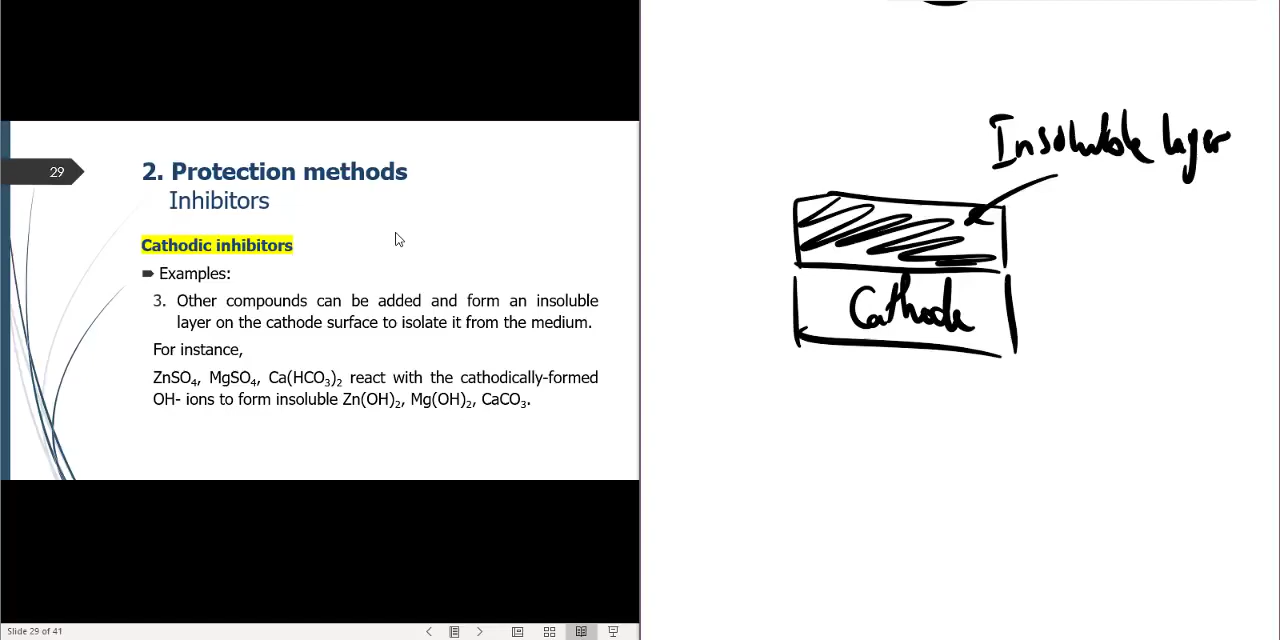 29
2. Protection methods
Inhibitors
Cathodic inhibitors
Examples:
3. Other compounds can be added and form an insoluble
layer on the cathode surface to isolate it from the medium.
For instance,
ZnSO₄, MgSO₄, Ca(HCO₃)₂ react with the cathodically-formed
OH- ions to form insoluble Zn(OH)₂, Mg(OH)₂, CaCO₃.
Slide 29 of 41
Insoluble layer
Cathode